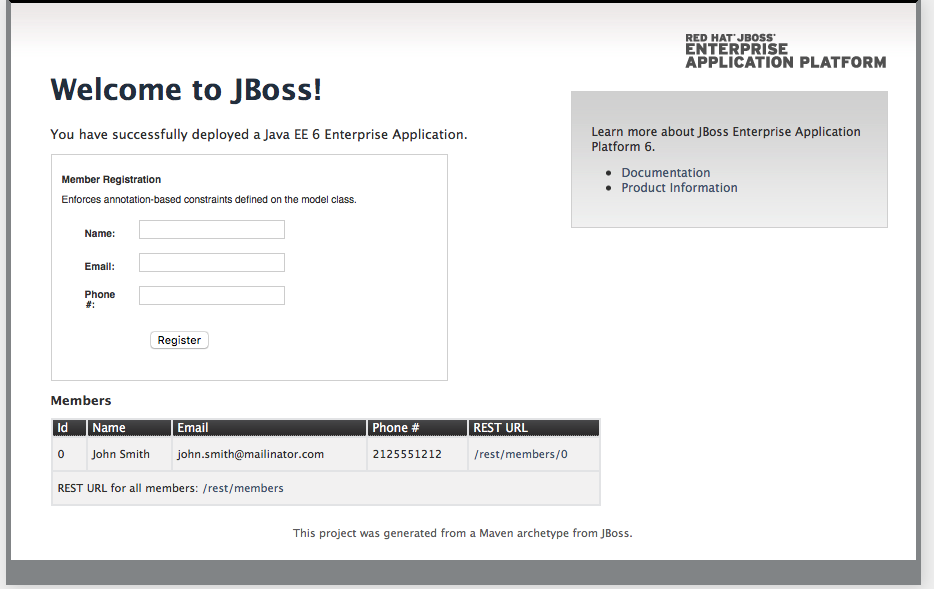 RED HAT® JBOSS®
ENTERPRISE
APPLICATION PLATFORM
Welcome to JBoss!
You have successfully deployed a Java EE 6 Enterprise Application.
Learn more about JBoss Enterprise Application
Platform 6.
• Documentation
• Product Information
Member Registration
Enforces annotation-based constraints defined on the model class.
Name:
Email:
Phone
#:
Register
Members
Id Name Email Phone # REST URL
0 John Smith john.smith@mailinator.com 2125551212 /rest/members/0
REST URL for all members: /rest/members
This project was generated from a Maven archetype from JBoss.